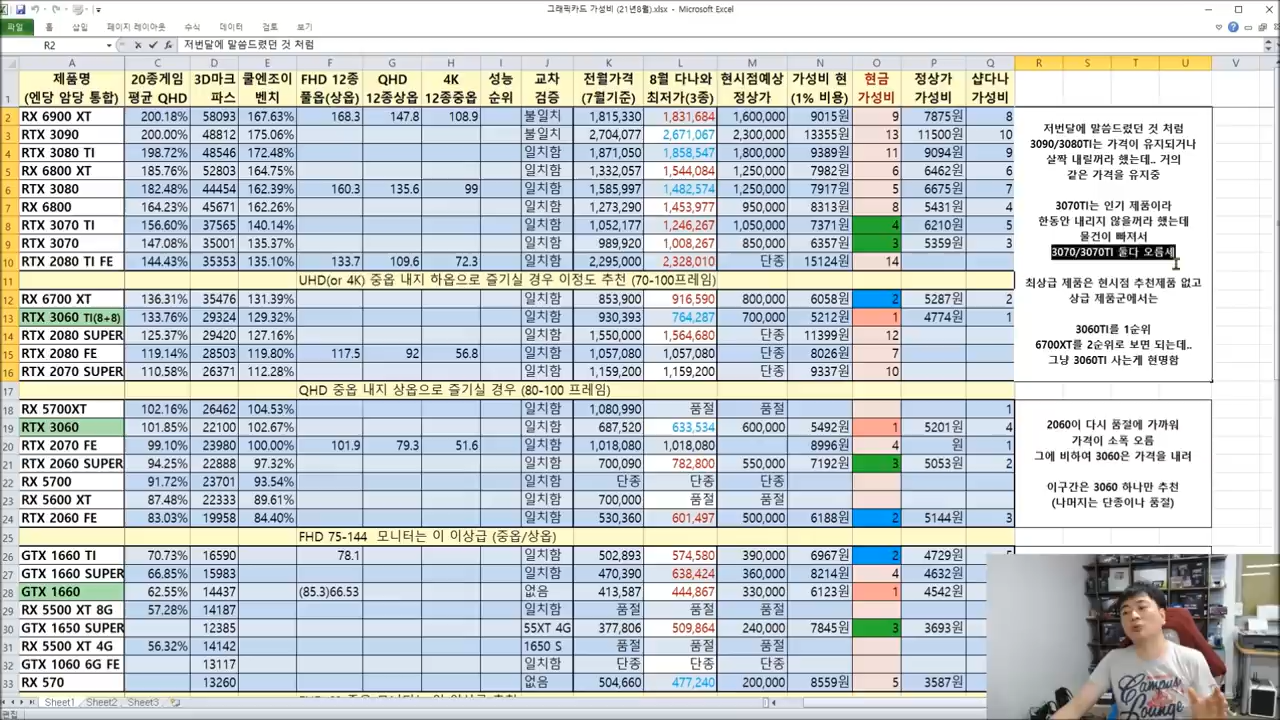 그래픽카드 가성비 (21년8월).xlsx - Microsoft Excel
파일 홈 삽입 페이지 레이아웃 수식 데이터 검토 보기
R2 fx 저번달에 말씀드렸던 것 처럼
A C D E F G H I J K L M N O P Q R S T U V W
제품명 20종게임 3D마크 쿨엔조이 FHD 12종 QHD 4K 성능 교차 전월가격 8월 다나와 현시점예상 가성비 현 현금 정상가 샵다나
1 (엔당 암당 통합) 평균 QHD 파스 벤치 풀옵(상옵) 12종상옵 12종중옵 순위 검증 (7월기준) 최저가(3종) 정상가 (1% 비용) 가성비 가성비 가성비
2 RX 6900 XT 200.18% 58093 167.63% 168.3 147.8 108.9 불일치 1,815,330 1,831,684 1,600,000 9015원 9 7875원 8
3 RTX 3090 200.00% 48812 175.06% 불일치 2,704,077 2,671,067 2,300,000 13355원 13 11500원 10
4 RTX 3080 TI 198.72% 48546 172.48% 일치함 1,871,050 1,858,547 1,800,000 9389원 11 9094원 9
5 RX 6800 XT 185.76% 52803 164.75% 일치함 1,332,057 1,544,084 1,250,000 7982원 6 6462원 6
6 RTX 3080 182.48% 44454 162.39% 160.3 135.6 99 일치함 1,585,997 1,482,574 1,250,000 7917원 5 6675원 7
7 RX 6800 164.23% 45671 162.26% 일치함 1,273,290 1,453,977 950,000 8213원 8 5431원 4
8 RTX 3070 TI 156.60% 37565 140.14% 일치함 1,052,177 1,246,267 1,050,000 7371원 4 6210원 5
9 RTX 3070 147.08% 35001 135.37% 일치함 989,920 1,008,267 850,000 6357원 3 5359원 3
10 RTX 2080 TI FE 144.43% 35355 135.10% 133.7 109.6 72.3 일치함 2,295,000 2,328,010 단종 15124원 14
11 UHD(or 4K) 중옵 내지 하옵으로 즐기실 경우 이정도 추천 (70-100프레임)
12 RX 6700 XT 136.31% 35476 131.39% 일치함 853,900 916,590 800,000 6058원 2 5287원 2
13 RTX 3060 TI(8+8) 133.76% 29324 129.32% 일치함 930,393 764,287 700,000 5212원 1 4774원 1
14 RTX 2080 SUPER 125.37% 29420 127.16% 일치함 1,550,000 1,564,680 단종 11399원 12
15 RTX 2080 FE 119.14% 28503 119.80% 117.5 92 56.8 일치함 1,057,080 1,057,080 단종 8026원 7
16 RTX 2070 SUPER 110.58% 26371 112.28% 일치함 1,159,200 1,159,200 단종 9337원 10
17 QHD 중옵 내지 상옵으로 즐기실 경우 (80-100 프레임)
18 RX 5700XT 102.16% 26462 104.53% 일치함 1,080,990 품절 품절 1
19 RTX 3060 101.85% 22100 102.67% 일치함 687,520 633,534 600,000 5492원 1 5201원 4
20 RTX 2070 FE 99.10% 23980 100.00% 101.9 79.3 51.6 일치함 1,018,080 1,018,080 8996원 4 원 1
21 RTX 2060 SUPER 94.25% 22888 97.32% 일치함 700,090 782,800 550,000 7192원 3 5053원 2
22 RX 5700 91.72% 23701 93.54% 일치함 단종 단종 단종
23 RX 5600 XT 87.48% 22333 89.61% 일치함 700,000 품절 품절
24 RTX 2060 FE 83.03% 19958 84.40% 일치함 530,360 601,497 500,000 6188원 2 5144원 3
25 FHD 75-144 모니터는 이 이상급 (중옵/상옵)
26 GTX 1660 TI 70.73% 16590 78.1 일치함 502,893 574,580 390,000 6967원 2 4729원
27 GTX 1660 SUPER 66.85% 15983 일치함 470,390 638,424 360,000 8214원 4 4632원
28 GTX 1660 62.55% 14437 (85.3)66.53 없음 413,587 444,867 330,000 6123원 1 4542원
29 RX 5500 XT 8G 57.28% 14187 일치함 품절 품절 품절
30 GTX 1650 SUPER 12385 55XT 4G 377,806 509,864 240,000 7845원 3 3693원
31 RX 5500 XT 4G 56.32% 14142 1650 S 품절 품절 품절
32 GTX 1060 6G FE 13117 일치함 단종 단종 단종
33 RX 570 13260 없음 504,660 477,240 200,000 8559원 5 3587원
저번달에 말씀드렸던 것 처럼
3090/3080TI는 가격이 유지되거나
살짝 내릴꺼라 했는데.. 거의
같은 가격을 유지중
3070TI는 인기 제품이라
한동안 내리지 않을꺼라 했는데
물건이 빠져서
3070/3070TI 둘다 오름세
최상급 제품은 현시점 추천제품 없고
상급 제품군에서는
3060TI를 1순위
6700XT를 2순위로 보면 되는데..
그냥 3060TI 사는게 현명함
2060이 다시 품절에 가까워
가격이 소폭 오름
그에 비하여 3060은 가격을 내려
이구간은 3060 하나만 추천
(나머지는 단종이나 품절)
CAMPUS
LOUNGE
Sheet1 Sheet2 Sheet3
편집